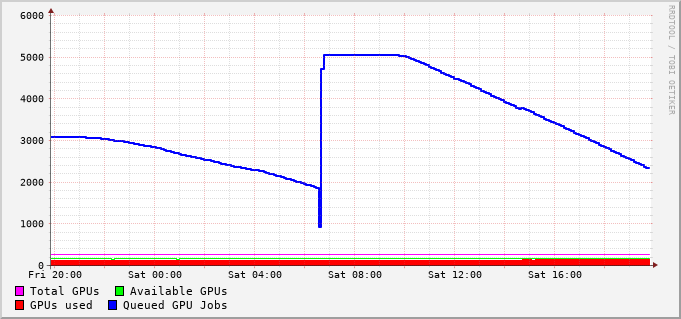 6000
5000
4000
3000
2000
1000
0
Fri 20:00 Sat 00:00 Sat 04:00 Sat 08:00 Sat 12:00 Sat 16:00
Total GPUs Available GPUs
GPUs used Queued GPU Jobs
RRDTOOL / TOBI OETIKER